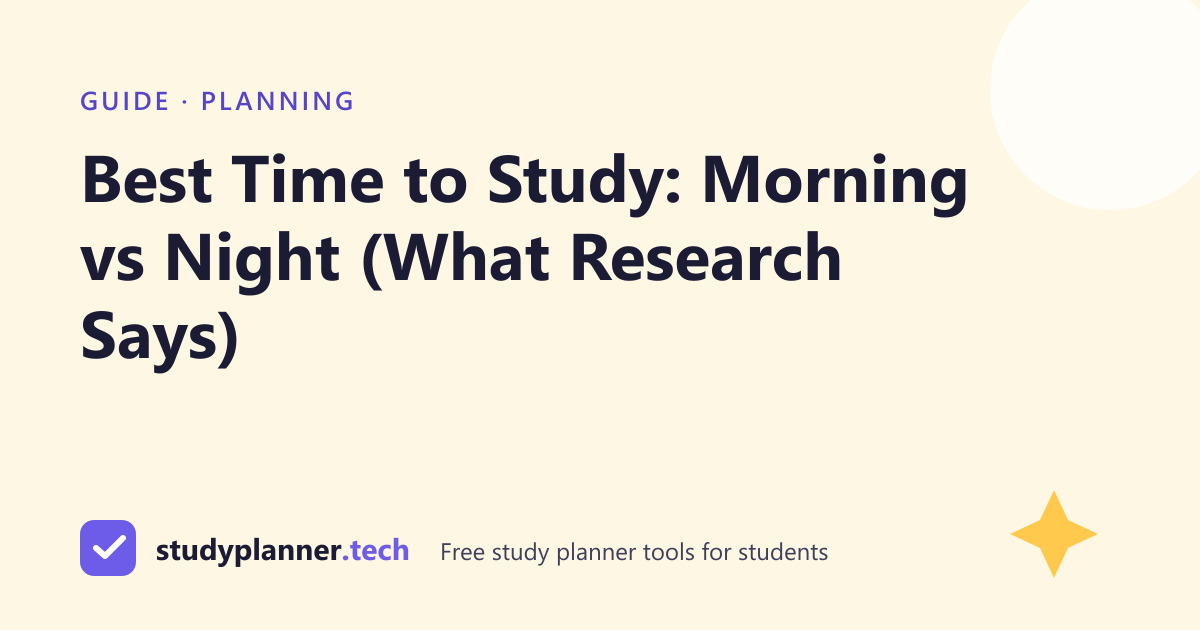 GUIDE · PLANNING
Best Time to Study: Morning
vs Night (What Research
Says)
studyplanner.tech
Free study planner tools for students